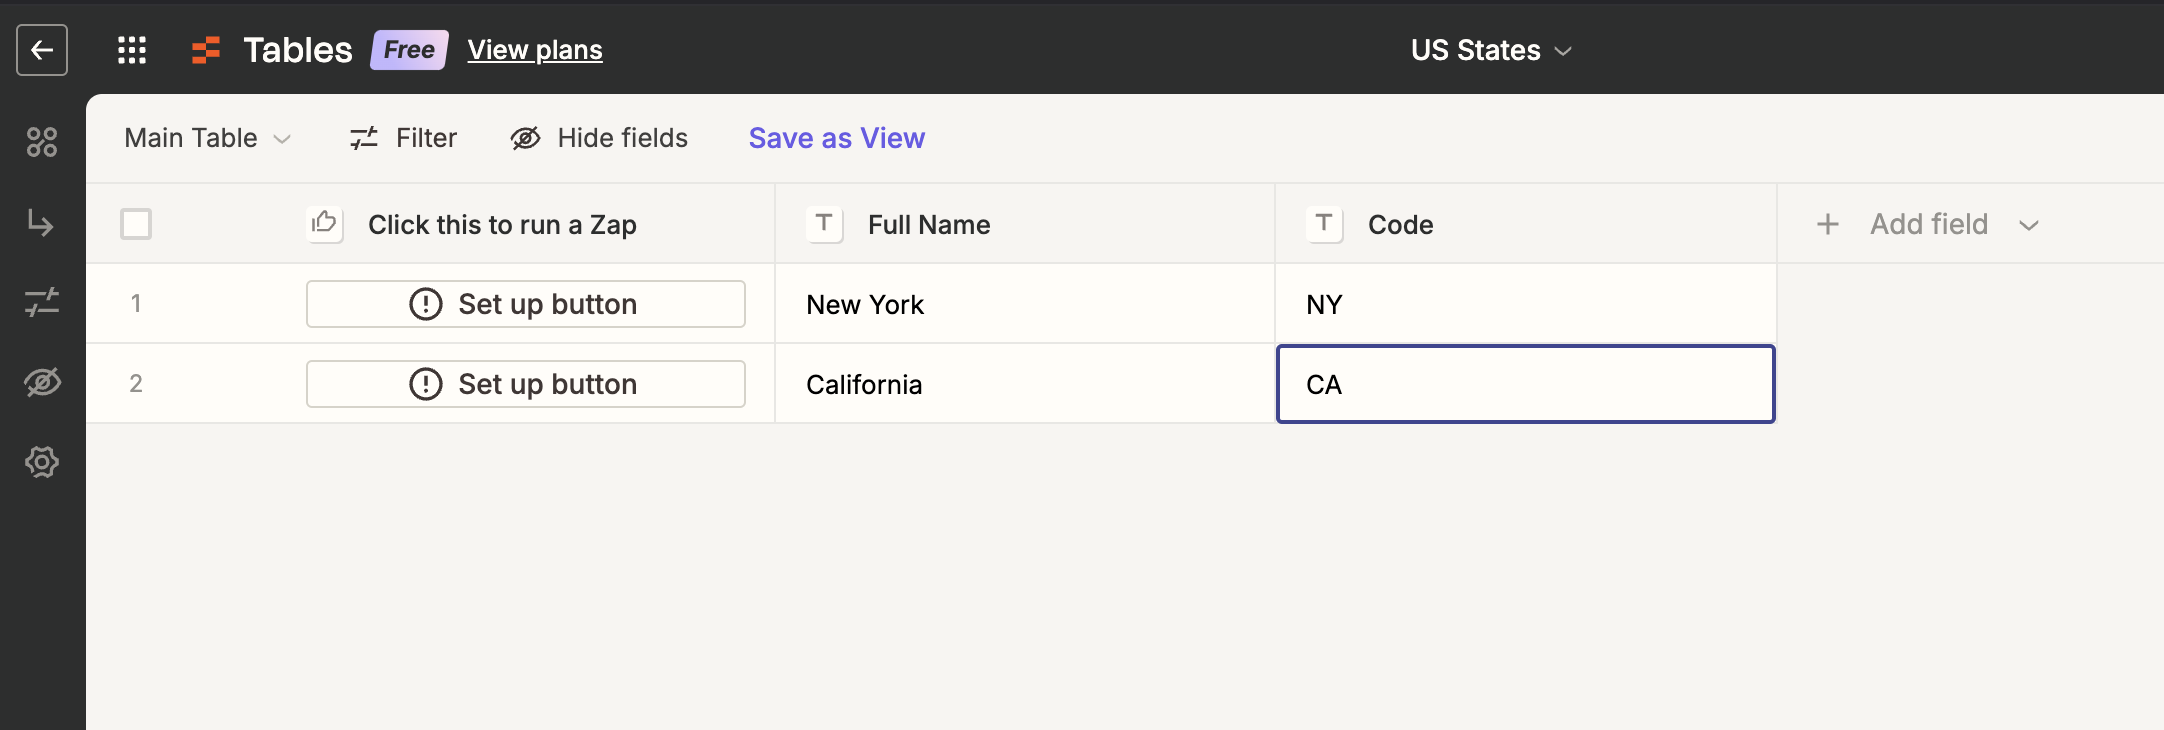 Tables Free View plans US States
Main Table Filter Hide fields Save as View
Click this to run a Zap T Full Name T Code + Add field
1 Set up button New York NY
2 Set up button California CA